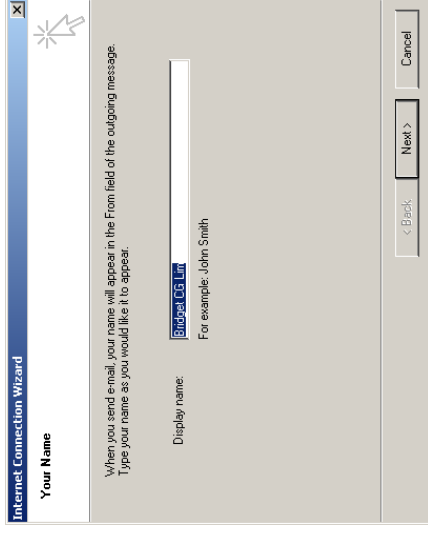 Internet Connection Wizard
Your Name
When you send e-mail, your name will appear in the From field of the outgoing message.
Type your name as you would like it to appear.
Display name: Bridget CG Lim
For example: John Smith
< Back Next > Cancel